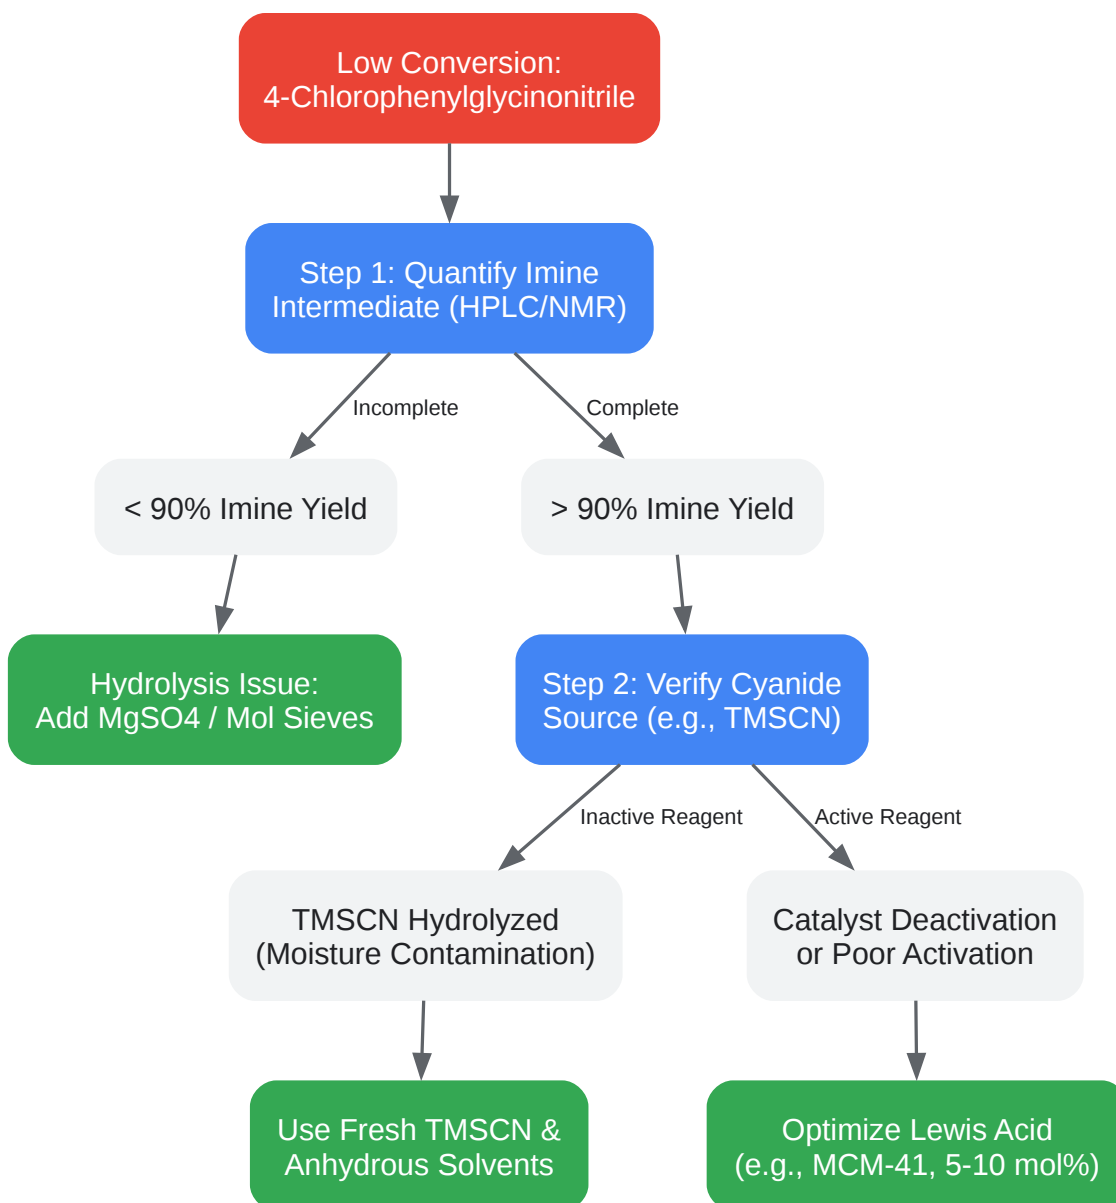 Low Conversion:
4-Chlorophenylglycinonitrile
Step 1: Quantify Imine
Intermediate (HPLC/NMR)
Incomplete
Complete
< 90% Imine Yield
> 90% Imine Yield
Hydrolysis Issue:
Add MgSO4 / Mol Sieves
Step 2: Verify Cyanide
Source (e.g., TMSCN)
Inactive Reagent
Active Reagent
TMSCN Hydrolyzed
(Moisture Contamination)
Catalyst Deactivation
or Poor Activation
Use Fresh TMSCN &
Anhydrous Solvents
Optimize Lewis Acid
(e.g., MCM-41, 5-10 mol%)